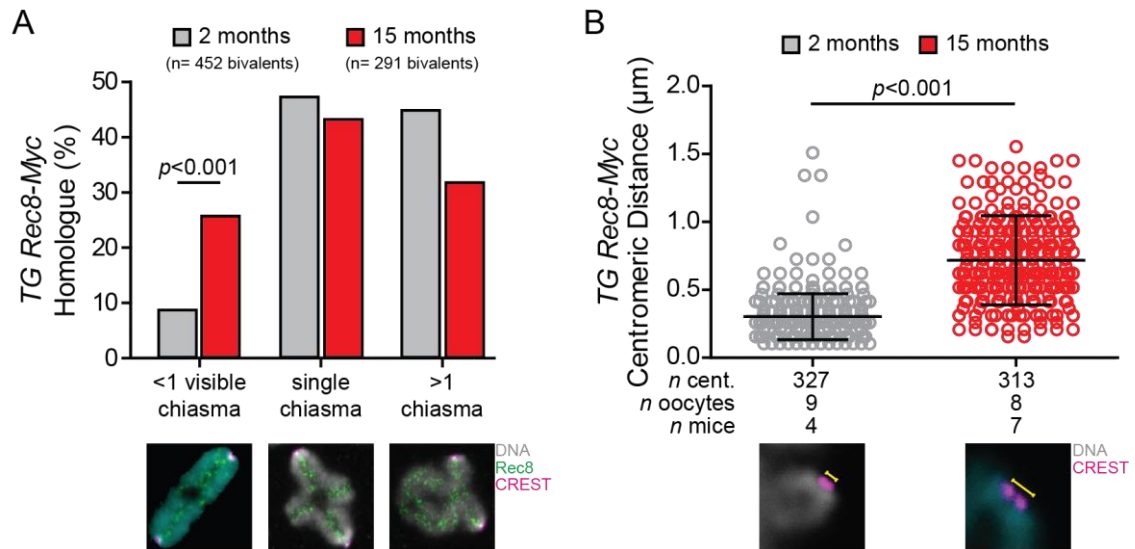 A
2 months
15 months
(n= 452 bivalents)
(n= 291 bivalents)
TG Rec8-Myc
Homologue (%)
50
40
30
20
10
0
p<0.001
<1 visible
chiasma
single
chiasma
>1
chiasma
DNA
Rec8
CREST
B
2 months
15 months
TG Rec8-Myc
Centromeric Distance (μm)
2.0
1.5
1.0
0.5
0.0
p<0.001
n cent. 327 313
n oocytes 9 8
n mice 4 7
DNA
CREST